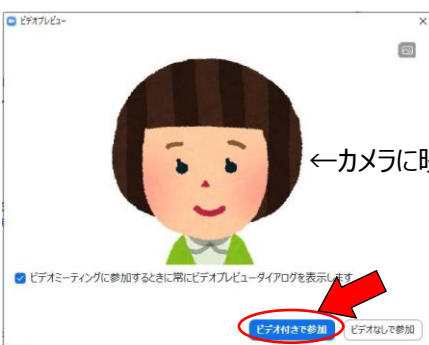 ビデオプレビュー
←カメラに
ビデオミーティングに参加するときに常にビデオプレビューダイアログを表示します
ビデオ付きで参加
ビデオなしで参加